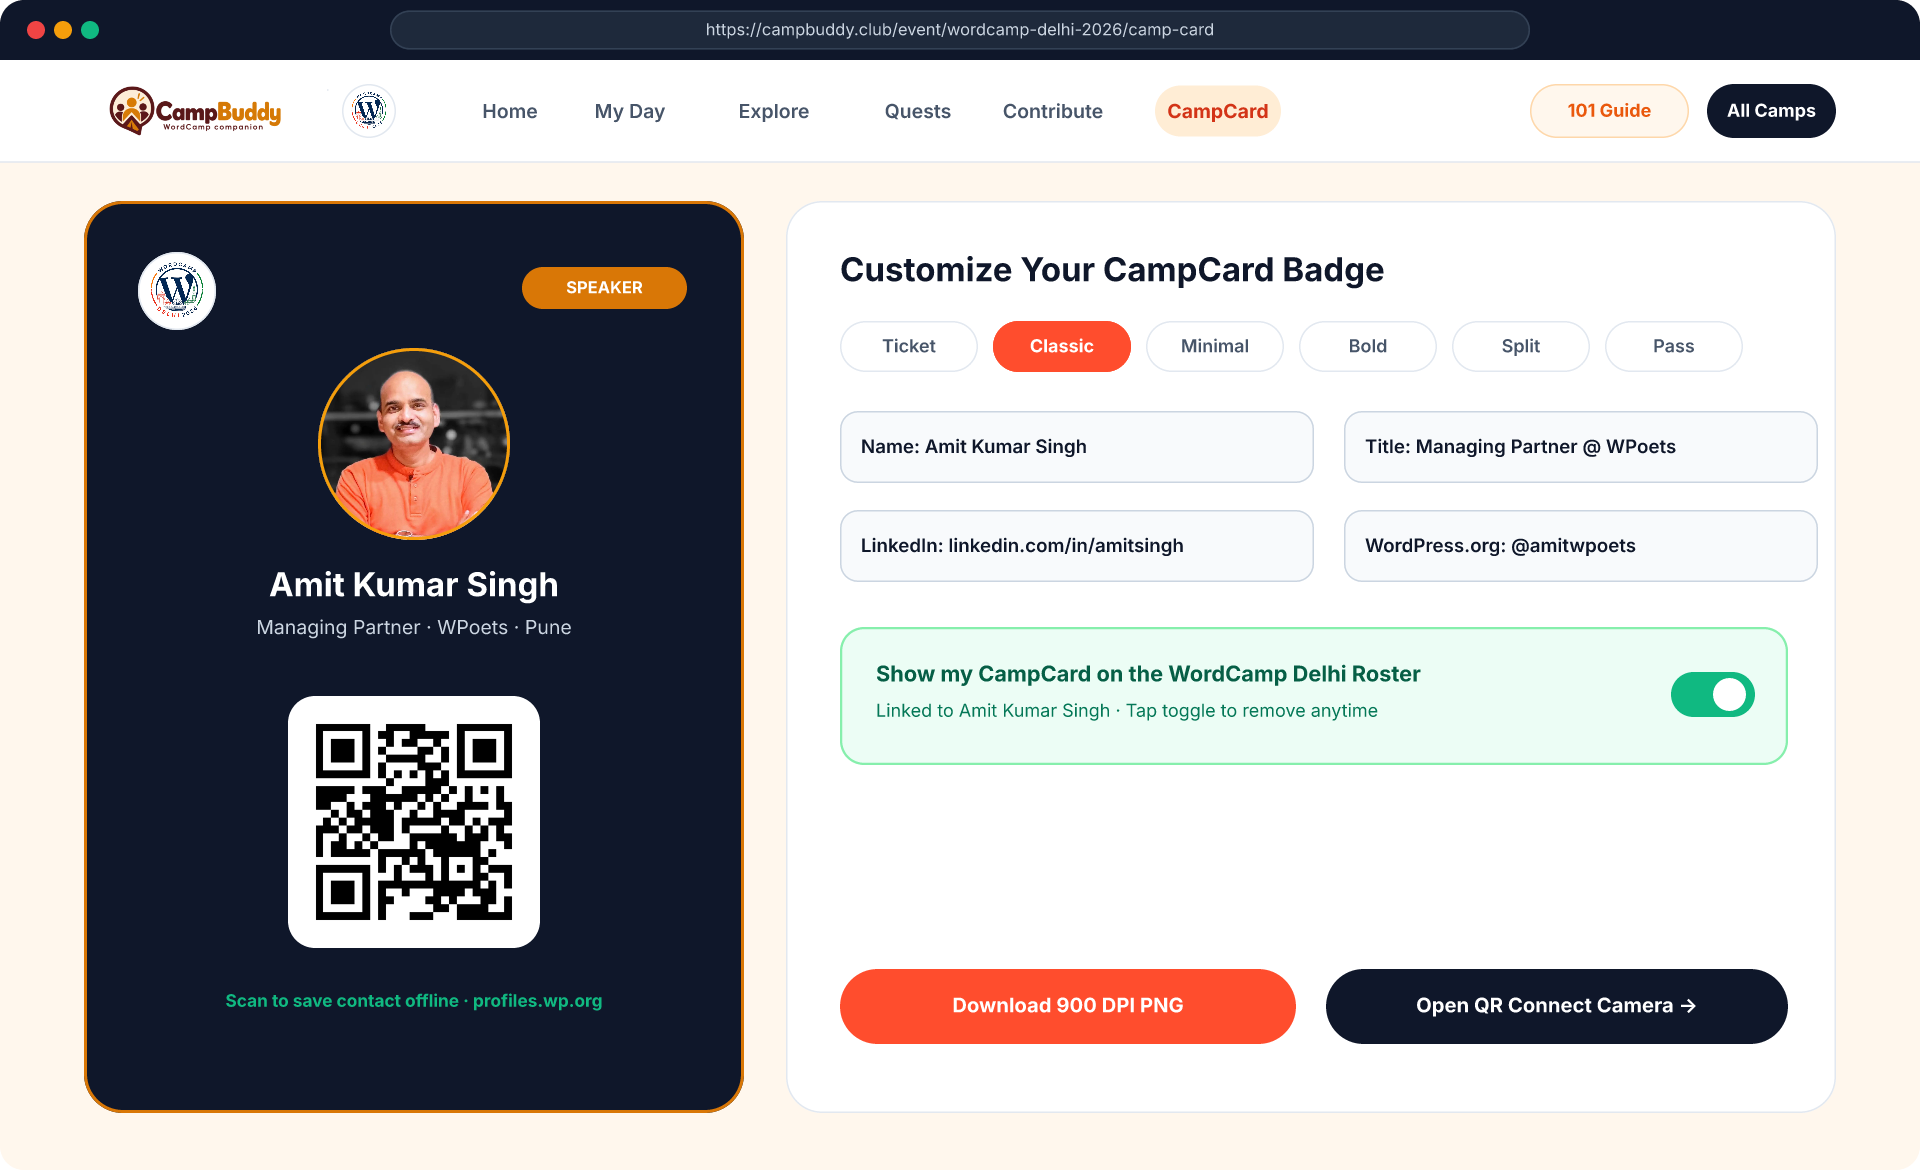 https://campbuddy.club/event/wordcamp-delhi-2026/camp-card
CampBuddy
WordCamp companion
Home
My Day
Explore
Quests
Contribute
CampCard
101 Guide
All Camps
SPEAKER
Amit Kumar Singh
Managing Partner · WPoets · Pune
Scan to save contact offline · profiles.wp.org
Customize Your CampCard Badge
Ticket
Classic
Minimal
Bold
Split
Pass
Name: Amit Kumar Singh
Title: Managing Partner @ WPoets
LinkedIn: linkedin.com/in/amitsingh
WordPress.org: @amitwpoets
Show my CampCard on the WordCamp Delhi Roster
Linked to Amit Kumar Singh · Tap toggle to remove anytime
Download 900 DPI PNG
Open QR Connect Camera →